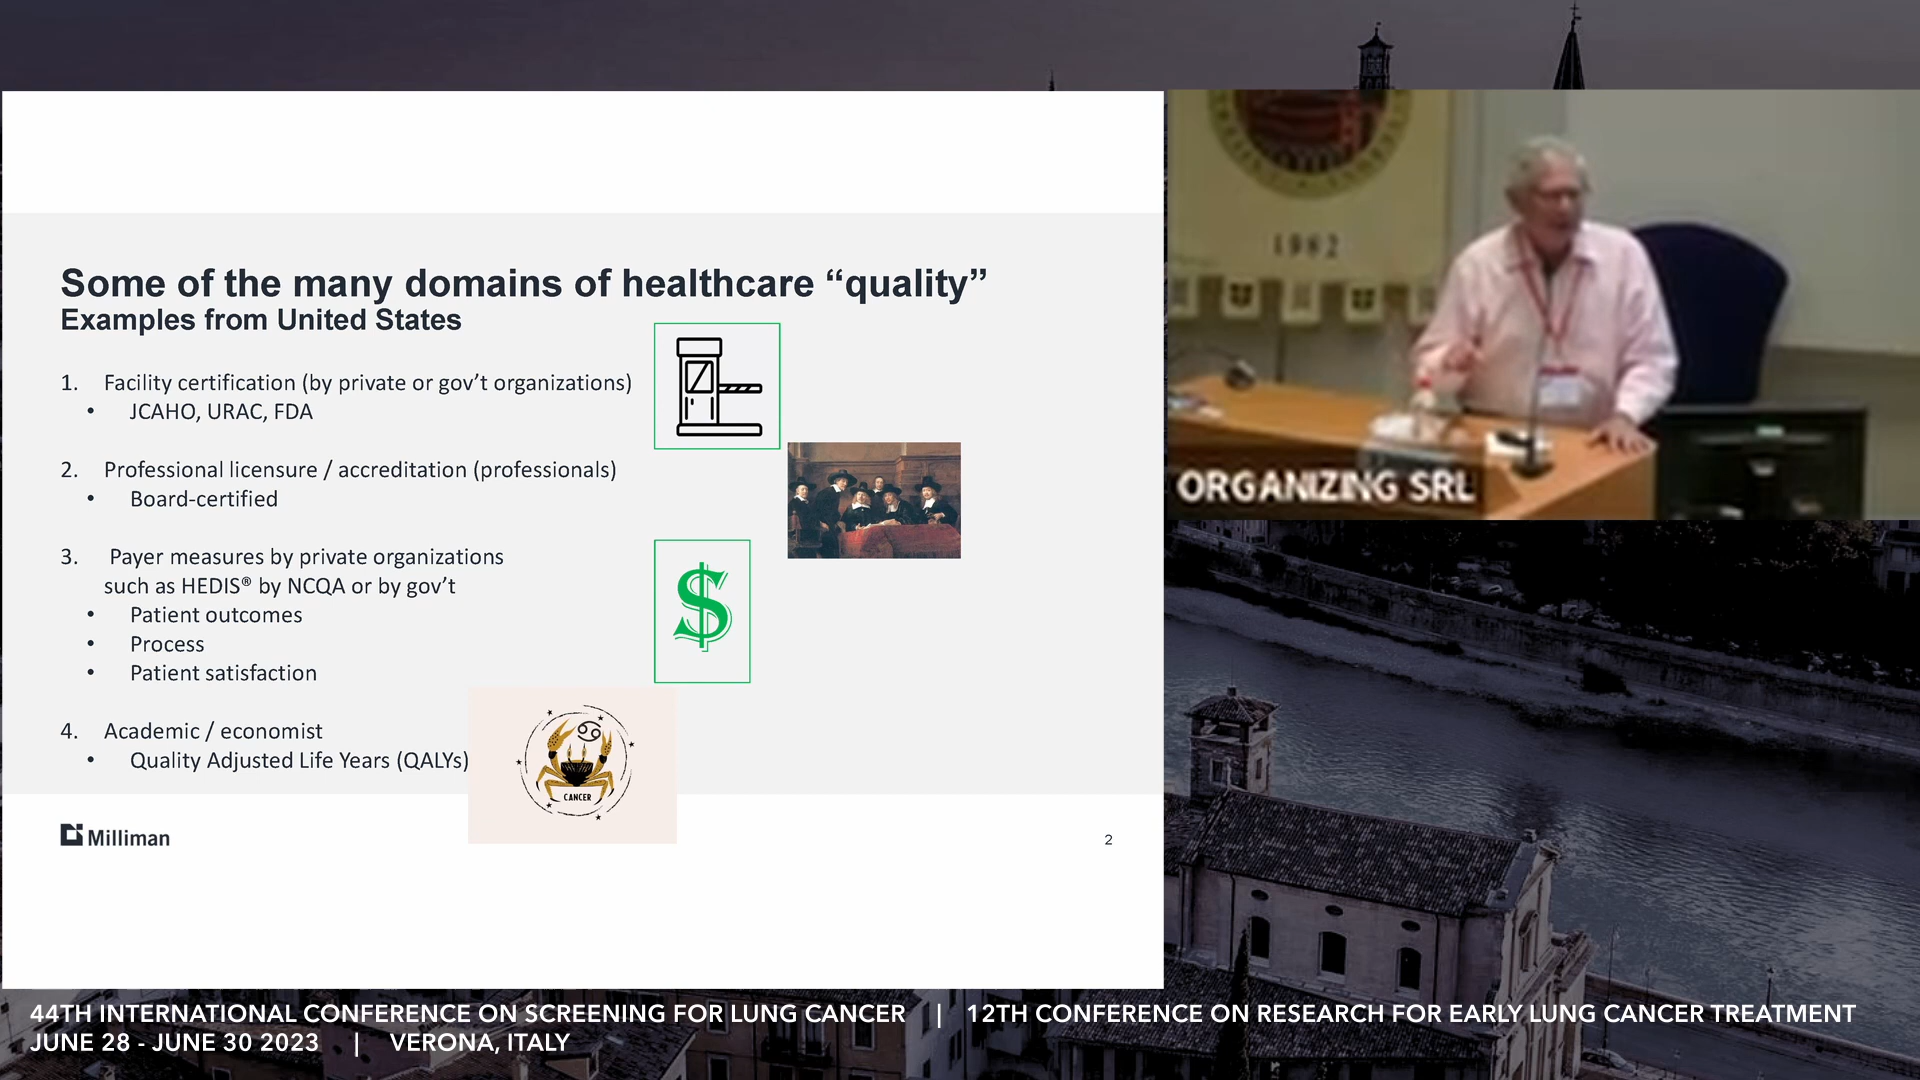 Some of the many domains of healthcare “quality”
Examples from United States
1. Facility certification (by private or gov’t organizations)
• JCAHO, URAC, FDA
2. Professional licensure / accreditation (professionals)
• Board-certified
3. Payer measures by private organizations
such as HEDIS® by NCQA or by gov’t
• Patient outcomes
• Process
• Patient satisfaction
4. Academic / economist
• Quality Adjusted Life Years (QALYs)
$
CANCER
Milliman
2
1982
ORGANIZING SRL
44TH INTERNATIONAL CONFERENCE ON SCREENING FOR LUNG CANCER | 12TH CONFERENCE ON RESEARCH FOR EARLY LUNG CANCER TREATMENT
JUNE 28 - JUNE 30 2023 | VERONA, ITALY